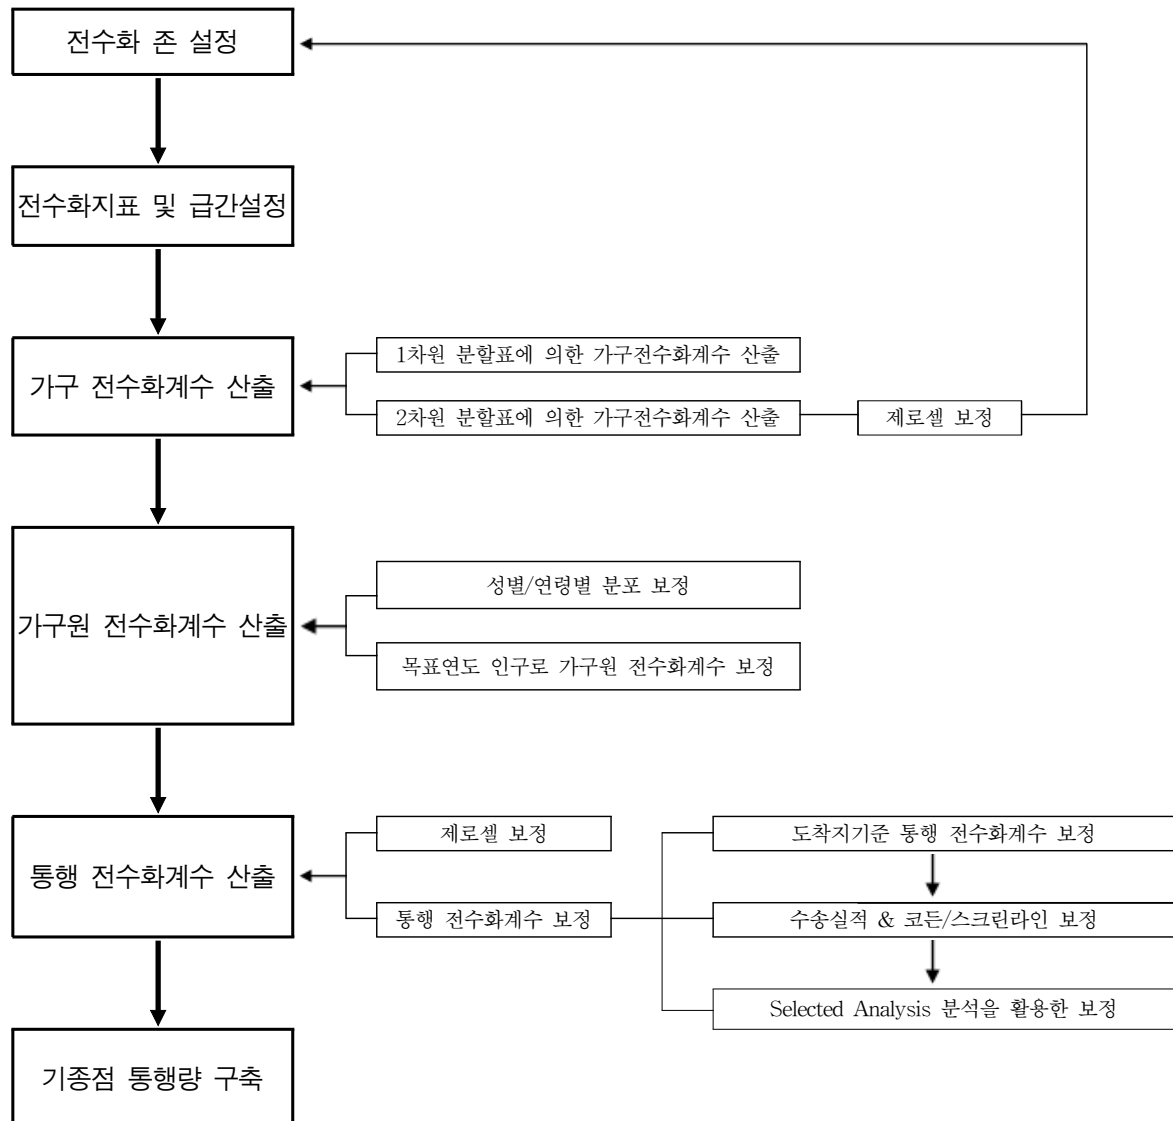 전수화 존 설정
전수화지표 및 급간설정
가구 전수화계수 산출
1차원 분할표에 의한 가구전수화계수 산출
2차원 분할표에 의한 가구전수화계수 산출
제로셀 보정
가구원 전수화계수 산출
성별/연령별 분포 보정
목표연도 인구로 가구원 전수화계수 보정
통행 전수화계수 산출
제로셀 보정
통행 전수화계수 보정
도착지기준 통행 전수화계수 보정
수송실적 & 코든/스크린라인 보정
Selected Analysis 분석을 활용한 보정
기종점 통행량 구축